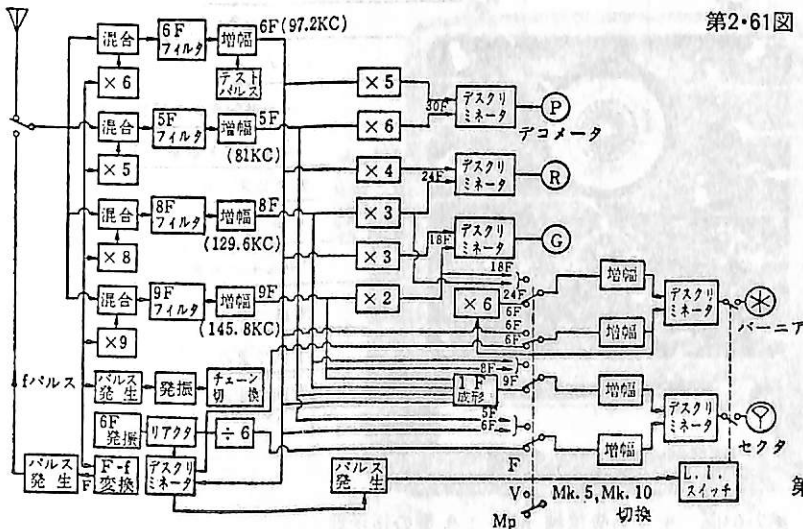 第2・61図
混合
6F
フィルタ
増幅
6F(97.2KC)
×6
テスト
パルス
混合
5F
フィルタ
増幅
5F
(81KC)
×5
混合
8F
フィルタ
増幅
8F
(129.6KC)
×8
混合
9F
フィルタ
増幅
9F
(145.8KC)
×9
×5
×6
30F
デスクリ
ミネータ
P
デコメータ
×4
24F
×3
デスクリ
ミネータ
R
×3
18F
×2
デスクリ
ミネータ
G
18F
24F
×6
6F
6F
6F
8F
9F
1F
成形
5F
6F
F
増幅
増幅
デスクリ
ミネータ
バーニア
増幅
増幅
デスクリ
ミネータ
セクタ
fパルス
パルス
発生
発振
チェーン
切換
6F
発振
リアクタ
÷6
パルス
発生
F
F-f
変換
デスクリ
ミネータ
パルス
発生
V
Mp
Mk.5, Mk.10
切換
L.I.
スイッチ
第